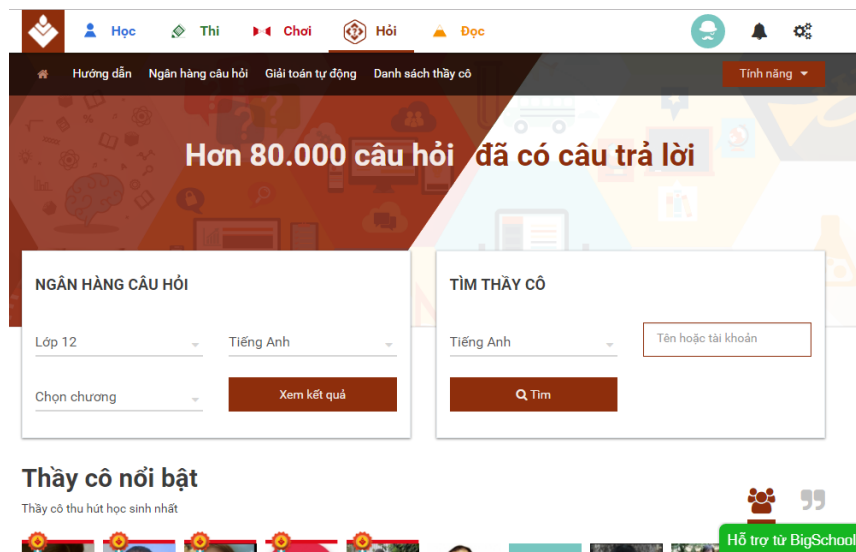 Học Thi Chơi Hỏi Đọc
Hướng dẫn Ngân hàng câu hỏi Giải toán tự động Danh sách thầy cô Tính năng
Hơn 80.000 câu hỏi đã có câu trả lời
NGÂN HÀNG CÂU HỎI
Lớp 12 Tiếng Anh
Chọn chương Xem kết quả
TÌM THẦY CÔ
Tiếng Anh Tên hoặc tài khoản
Tìm
Thầy cô nổi bật
Thầy cô thu hút học sinh nhất
Hỗ trợ từ BigSchool